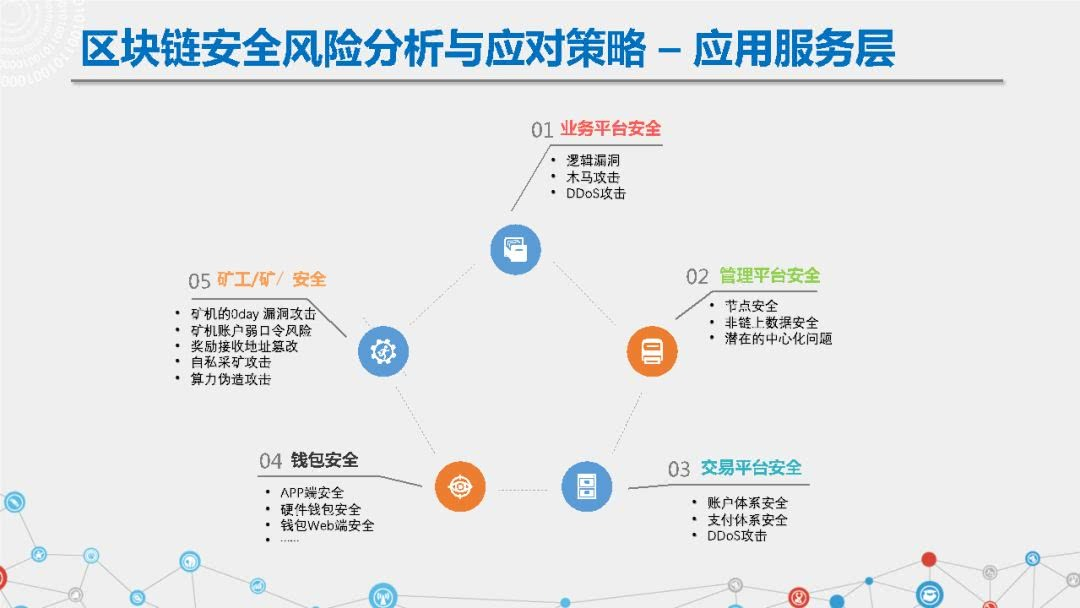 区块链安全风险分析与应对策略 – 应用服务层
01 业务平台安全
• 逻辑漏洞
• 木马攻击
• DDoS攻击
02 管理平台安全
• 节点安全
• 非链上数据安全
• 潜在的中心化问题
03 交易平台安全
• 账户体系安全
• 支付体系安全
• DDoS攻击
04 钱包安全
• APP端安全
• 硬件钱包安全
• 钱包Web端安全
• ······
05 矿工/矿/ 安全
• 矿机的0day 漏洞攻击
• 矿机账户弱口令风险
• 奖励接收地址篡改
• 自私采矿攻击
• 算力伪造攻击